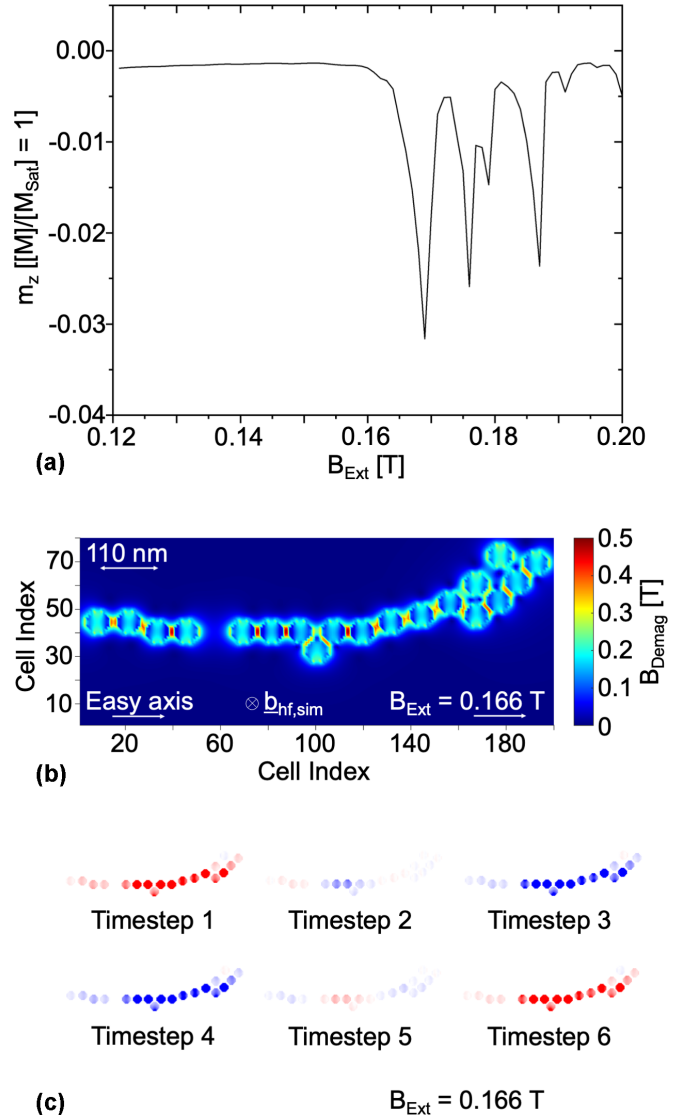 0.00
-0.01
-0.02
-0.03
-0.04
m_z [[M]/[M_Sat] = 1]
0.12 0.14 0.16 0.18 0.20
B_Ext [T]
(a)
110 nm
70
50
30
10
Cell Index
Easy axis ⊗ b_hf,sim B_Ext = 0.166 T
20 60 100 140 180
Cell Index
0.5
0.4
0.3
0.2
0.1
0
B_Demag [T]
(b)
Timestep 1 Timestep 2 Timestep 3
Timestep 4 Timestep 5 Timestep 6
(c) B_Ext = 0.166 T